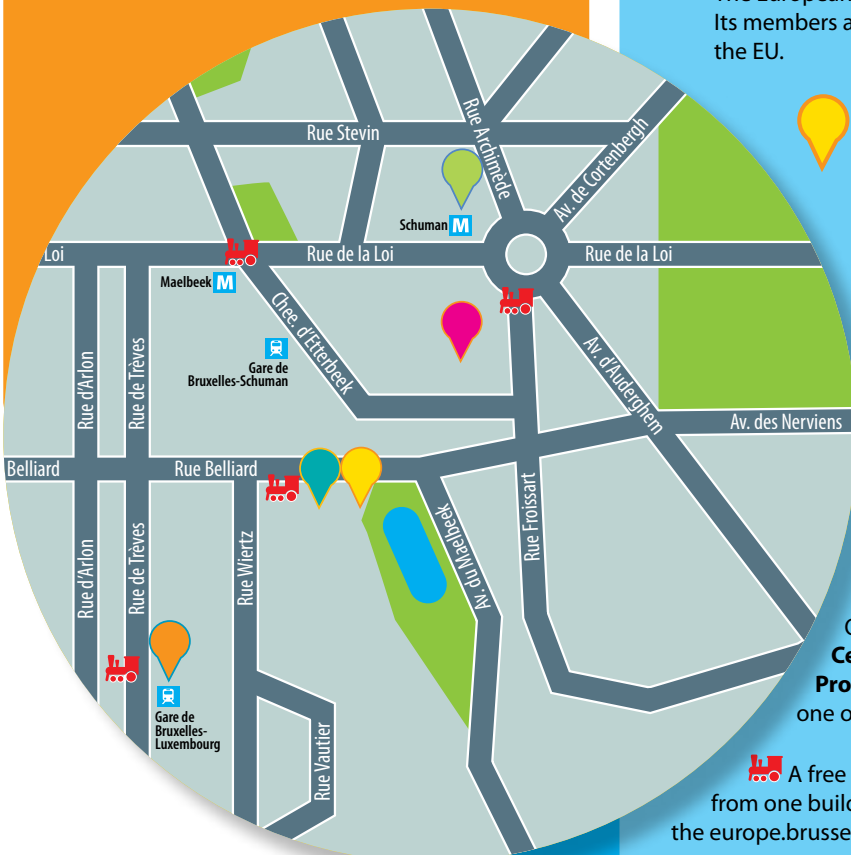 The European
Its members a
the EU.
Rue Stevin
Rue Archimède
Av. de Cortenbergh
Schuman M
Loi
Rue de la Loi
Rue de la Loi
Maelbeek M
Chee. d'Etterbeek
Gare de
Bruxelles-Schuman
Rue d'Arlon
Rue de Trèves
Av. d'Auderghem
Av. des Nerviens
Belliard
Rue Belliard
Rue d'Arlon
Rue de Trèves
Rue Wiertz
Av. du Maelbeek
Rue Froissart
Gare de
Bruxelles-
Luxembourg
Rue Vautier
Ce
Pro
one o
A free
from one build
the europe.brusse